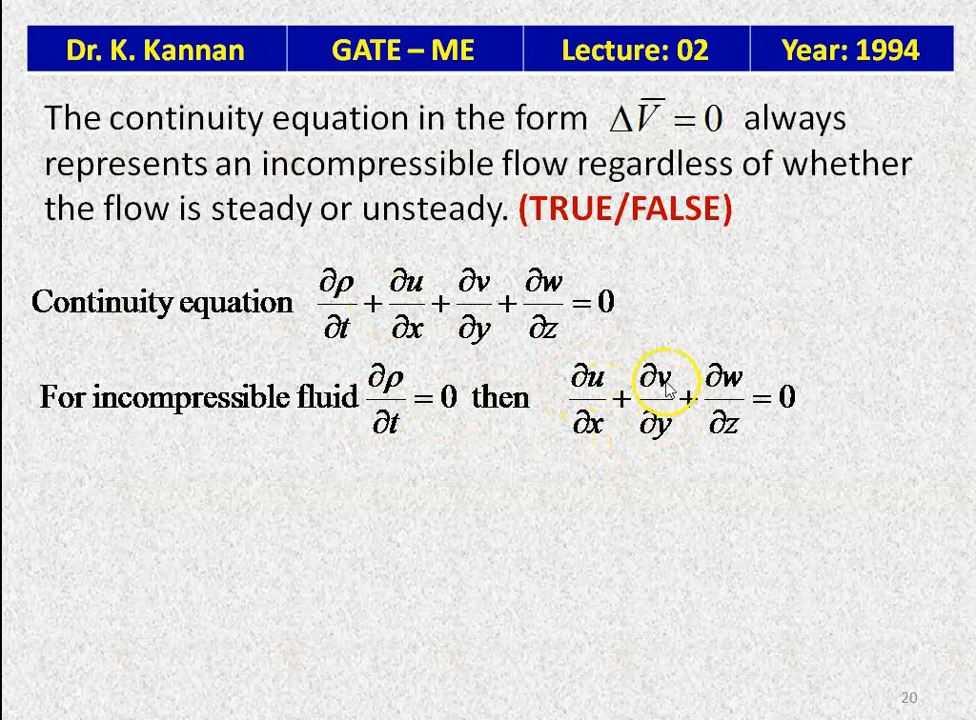 Dr. K. Kannan GATE – ME Lecture: 02 Year: 1994
The continuity equation in the form ΔV̅ = 0 always
represents an incompressible flow regardless of whether
the flow is steady or unsteady. (TRUE/FALSE)
Continuity equation ∂ρ/∂t + ∂u/∂x + ∂v/∂y + ∂w/∂z = 0
For incompressible fluid ∂ρ/∂t = 0 then ∂u/∂x + ∂v/∂y + ∂w/∂z = 0
20